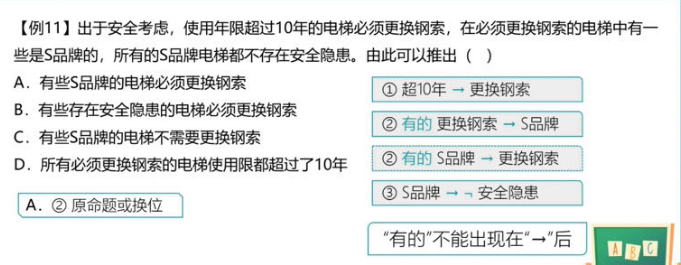 【例11】出于安全考虑，使用年限超过10年的电梯必须更换钢索，在必须更换钢索的电梯中有一
些是S品牌的，所有的S品牌电梯都不存在安全隐患。由此可以推出（ ）
A．有些S品牌的电梯必须更换钢索
B．有些存在安全隐患的电梯必须更换钢索
C．有些S品牌的电梯不需要更换钢索
D．所有必须更换钢索的电梯使用限都超过了10年
① 超10年 → 更换钢索
② 有的 更换钢索 → S品牌
② 有的 S品牌 → 更换钢索
③ S品牌 → ¬ 安全隐患
A．② 原命题或换位
“有的”不能出现在“→”后
A B C